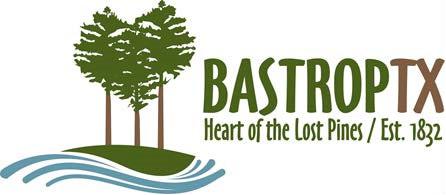 BASTROPTX
Heart of the Lost Pines / Est. 1832